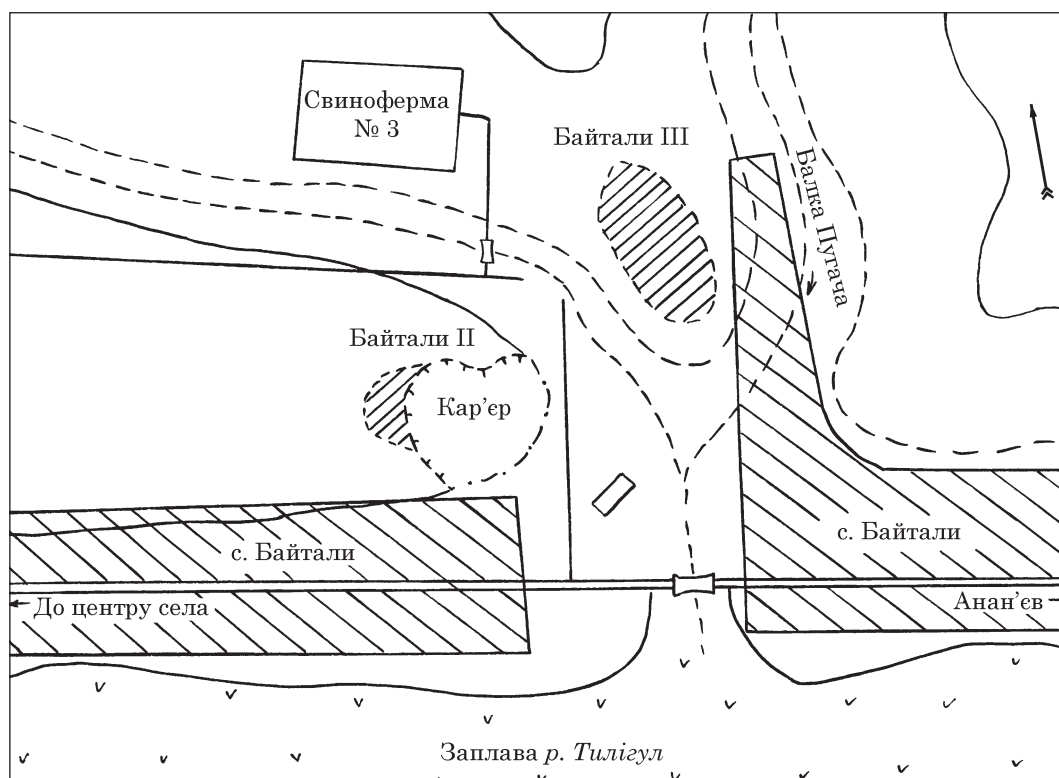 Свиноферма
№ 3
Байтали III
Балка Пугача
Байтали II
Кар’єр
с. Байтали
с. Байтали
До центру села
Анан’єв
Заплава р. Тилігул